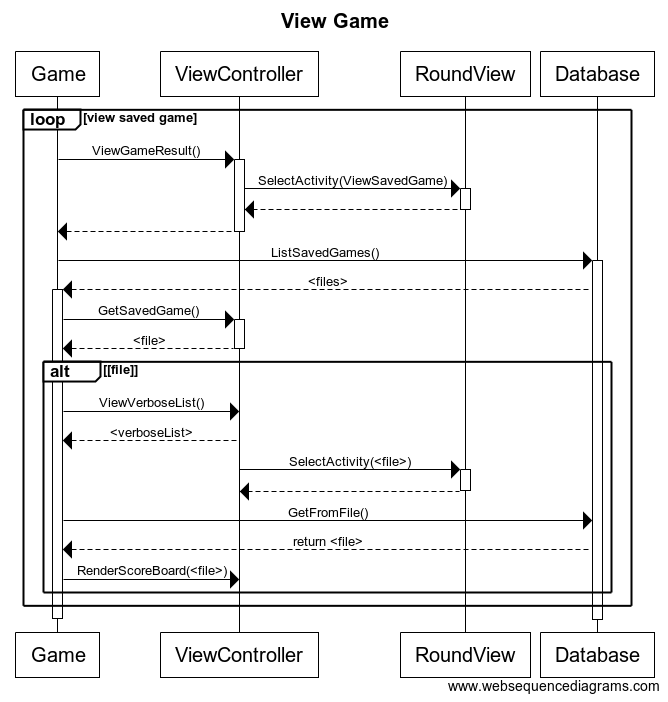 View Game
Game ViewController RoundView Database
loop [view saved game]
ViewGameResult()
SelectActivity(ViewSavedGame)
ListSavedGames()
<files>
GetSavedGame()
<file>
alt [[file]]
ViewVerboseList()
<verboseList>
SelectActivity(<file>)
GetFromFile()
return <file>
RenderScoreBoard(<file>)
Game ViewController RoundView Database
www.websequencediagrams.com